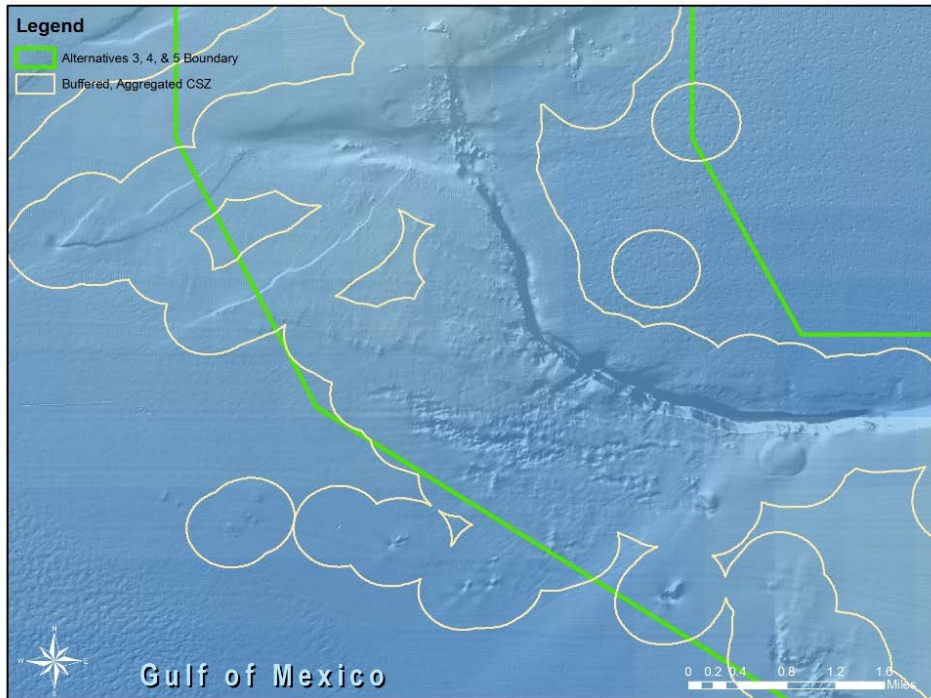 Legend
Alternatives 3, 4, & 5 Boundary
Buffered, Aggregated CSZ
N
W E
S
Gulf of Mexico
0 0.2 0.4 0.8 1.2 1.6
Miles